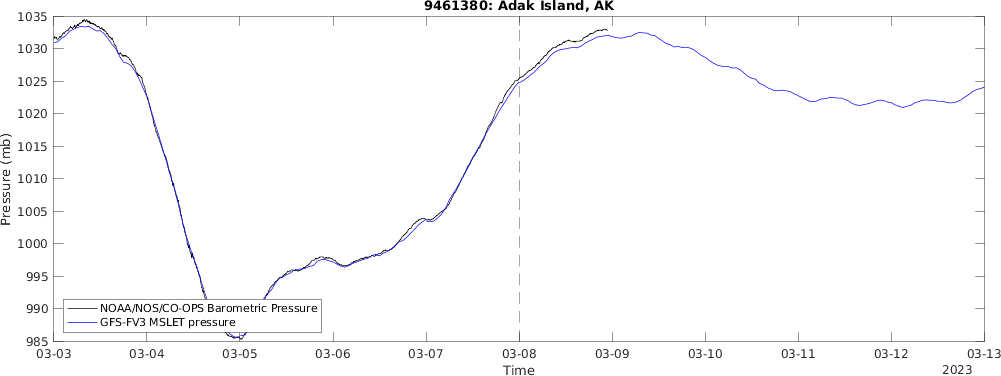 9461380: Adak Island, AK
1035
1030
1025
1020
1015
1010
1005
1000
995
990
985
Pressure (mb)
NOAA/NOS/CO-OPS Barometric Pressure
GFS-FV3 MSLET pressure
03-03 03-04 03-05 03-06 03-07 03-08 03-09 03-10 03-11 03-12 03-13
Time
2023